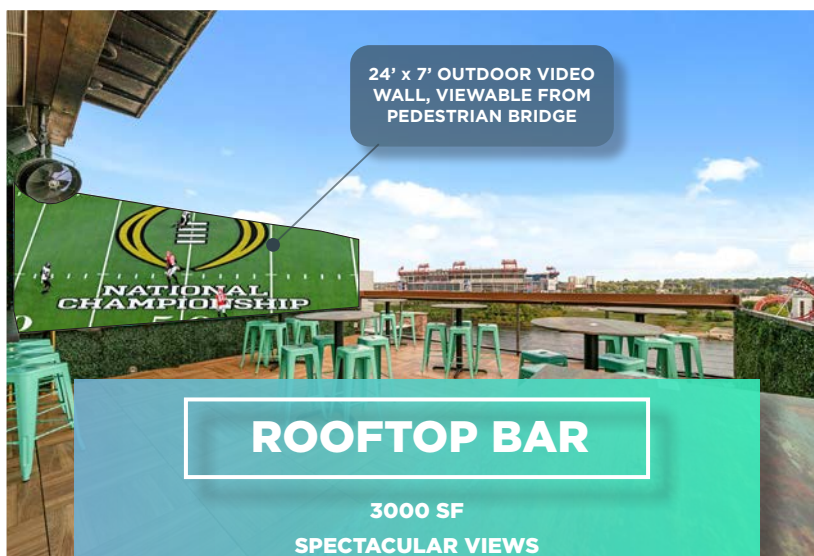 24' x 7' OUTDOOR VIDEO
WALL, VIEWABLE FROM
PEDESTRIAN BRIDGE
NATIONAL
CHAMPIONSHIP
ROOFTOP BAR
3000 SF
SPECTACULAR VIEWS